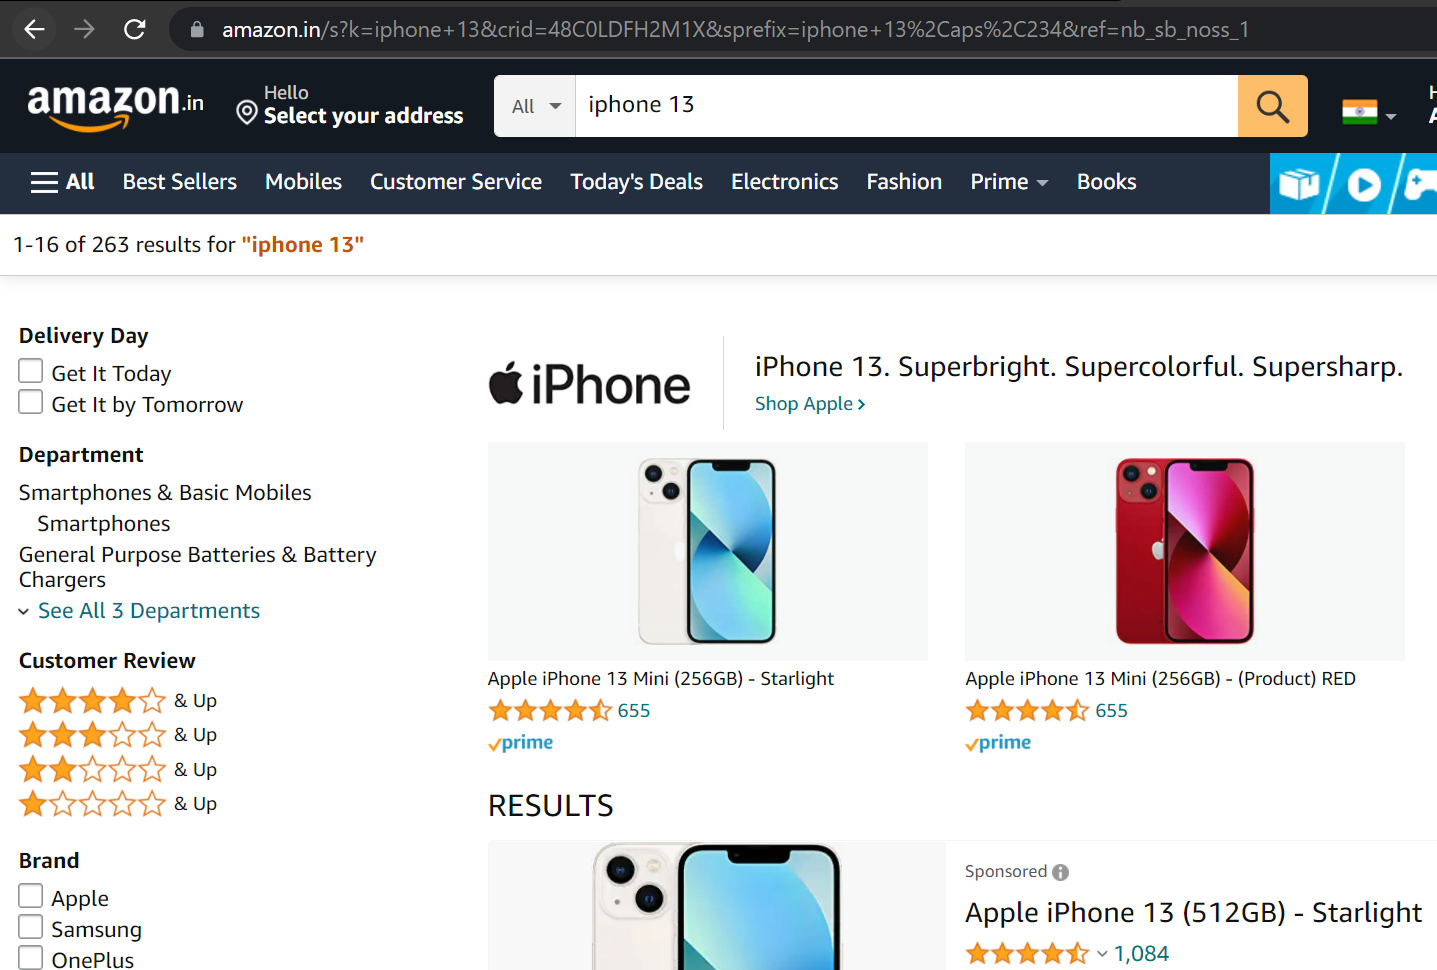 amazon.in/s?k=iphone+13&crid=48C0LDFH2M1X&sprefix=iphone+13%2Caps%2C234&ref=nb_sb_noss_1
amazon.in
Hello
Select your address
All
iphone 13
All
Best Sellers
Mobiles
Customer Service
Today's Deals
Electronics
Fashion
Prime
Books
1-16 of 263 results for "iphone 13"
Delivery Day
Get It Today
Get It by Tomorrow
Department
Smartphones & Basic Mobiles
Smartphones
General Purpose Batteries & Battery
Chargers
See All 3 Departments
Customer Review
& Up
& Up
& Up
& Up
Brand
Apple
Samsung
OnePlus
iPhone
iPhone 13. Superbright. Supercolorful. Supersharp.
Shop Apple ›
Apple iPhone 13 Mini (256GB) - Starlight
655
prime
Apple iPhone 13 Mini (256GB) - (Product) RED
655
prime
RESULTS
Sponsored
Apple iPhone 13 (512GB) - Starlight
1,084